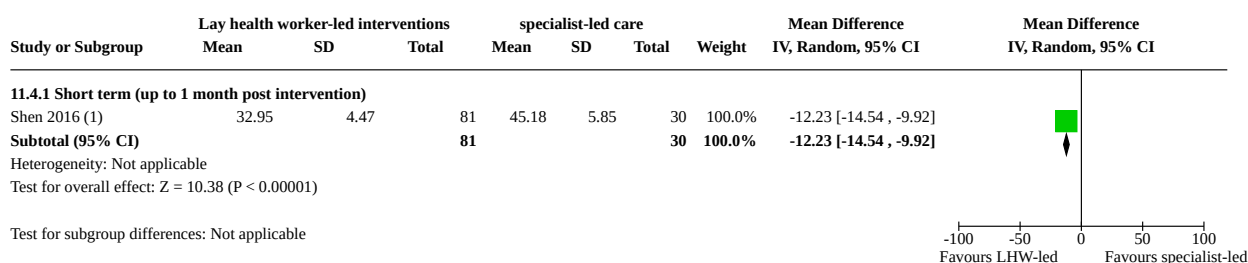 Lay health worker-led interventions specialist-led care Mean Difference Mean Difference
Study or Subgroup Mean SD Total Mean SD Total Weight IV, Random, 95% CI IV, Random, 95% CI
11.4.1 Short term (up to 1 month post intervention)
Shen 2016 (1) 32.95 4.47 81 45.18 5.85 30 100.0% -12.23 [-14.54 , -9.92]
Subtotal (95% CI) 81 30 100.0% -12.23 [-14.54 , -9.92]
Heterogeneity: Not applicable
Test for overall effect: Z = 10.38 (P < 0.00001)
Test for subgroup differences: Not applicable
-100 -50 0 50 100
Favours LHW-led Favours specialist-led